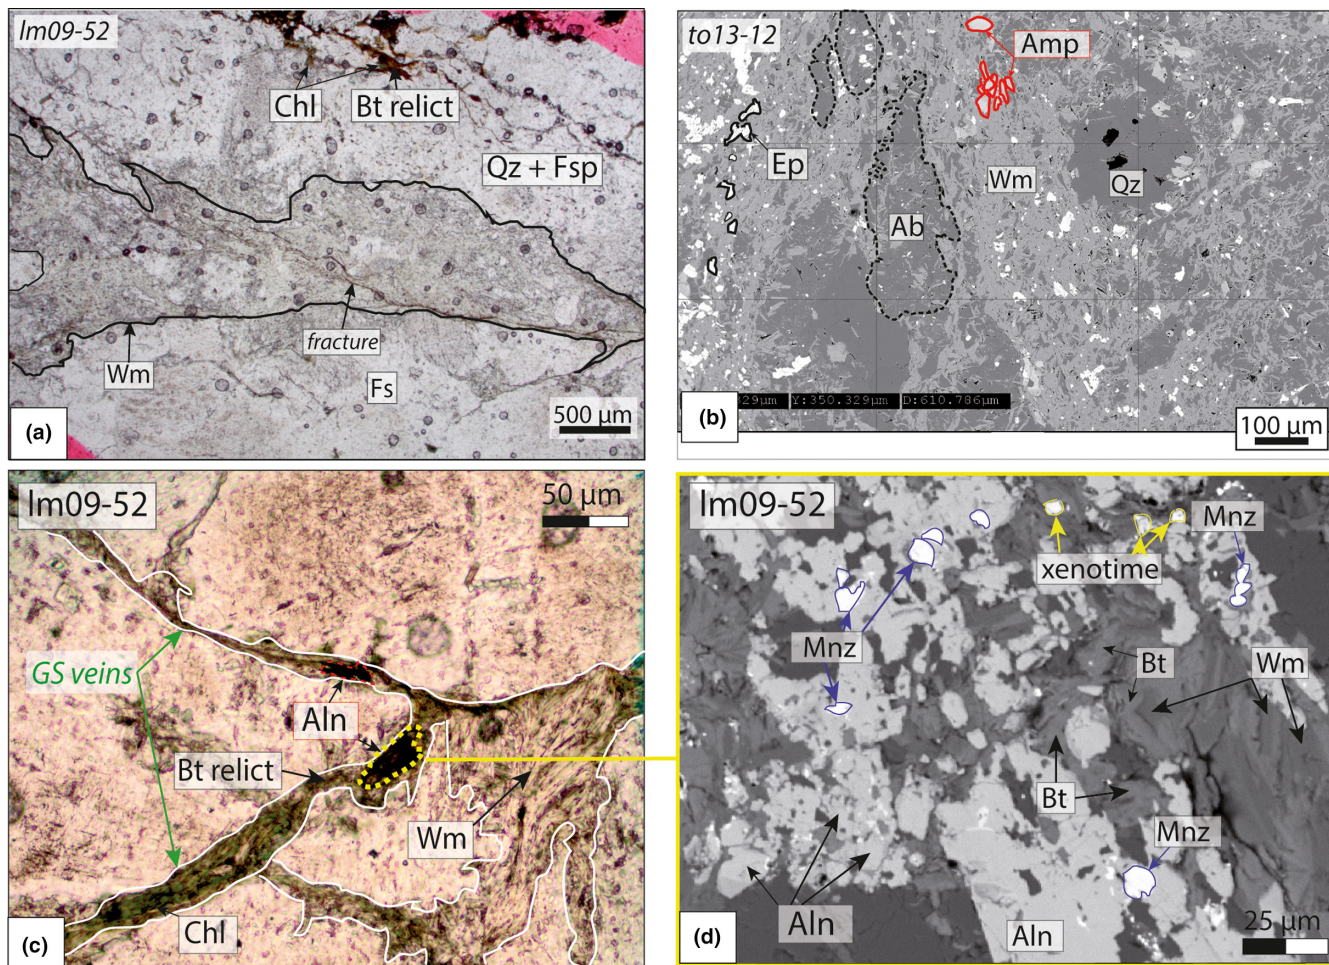 lm09-52
Chl
Bt relict
Qz + Fsp
fracture
Wm
Fs
500 µm
(a)
to13-12
Amp
Ep
Wm
Qz
Ab
029µm Y:350.329µm D:610.786µm
100 µm
(b)
lm09-52
50 µm
GS veins
Aln
Bt relict
Wm
Chl
(c)
lm09-52
Mnz
xenotime
Mnz
Bt
Wm
Bt
Mnz
Aln
Aln
25 µm
(d)